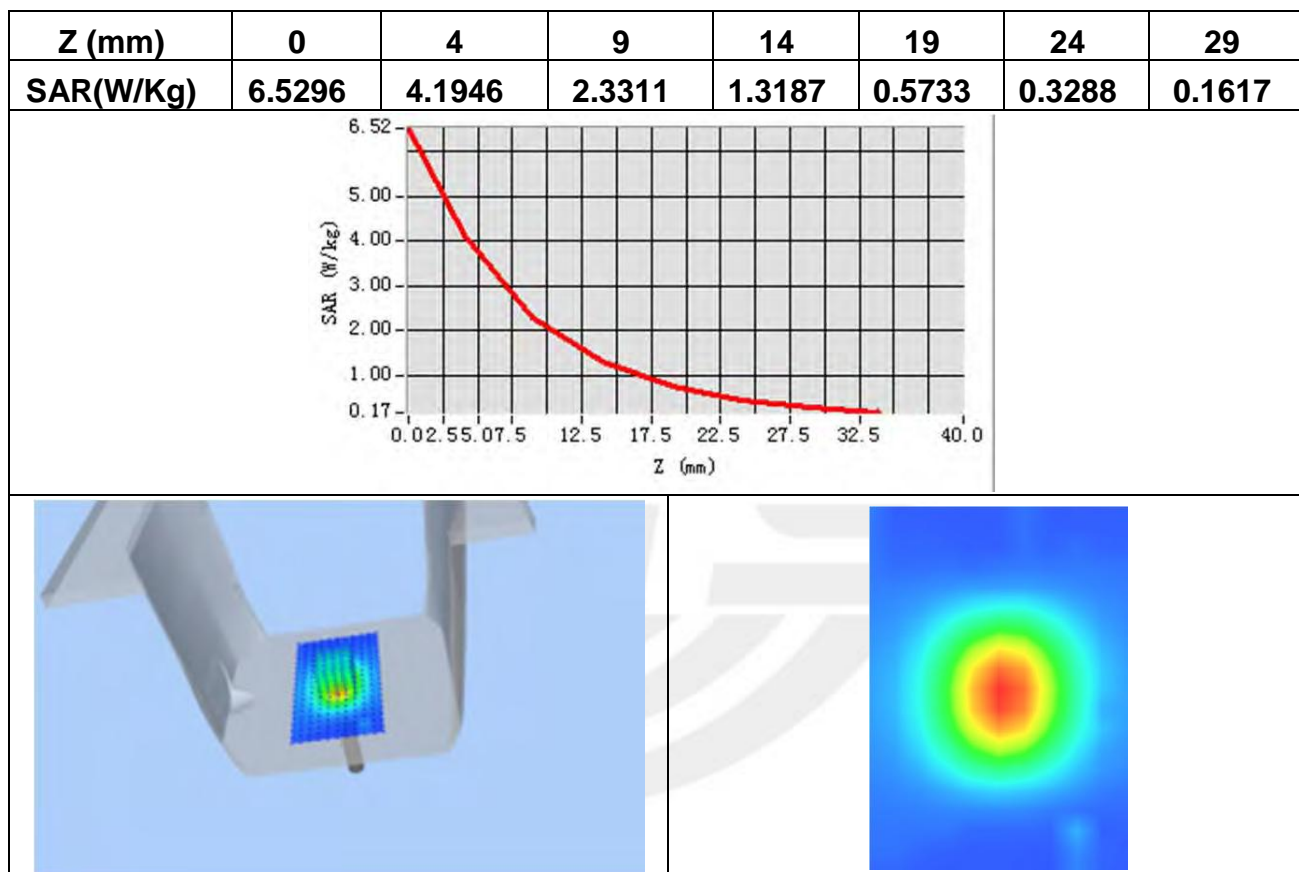 Z (mm) 0 4 9 14 19 24 29
SAR(W/Kg) 6.5296 4.1946 2.3311 1.3187 0.5733 0.3288 0.1617
6.52
5.00
4.00
3.00
2.00
1.00
0.17
SAR (W/kg)
0.0 2.5 5.0 7.5 12.5 17.5 22.5 27.5 32.5 40.0
Z (mm)